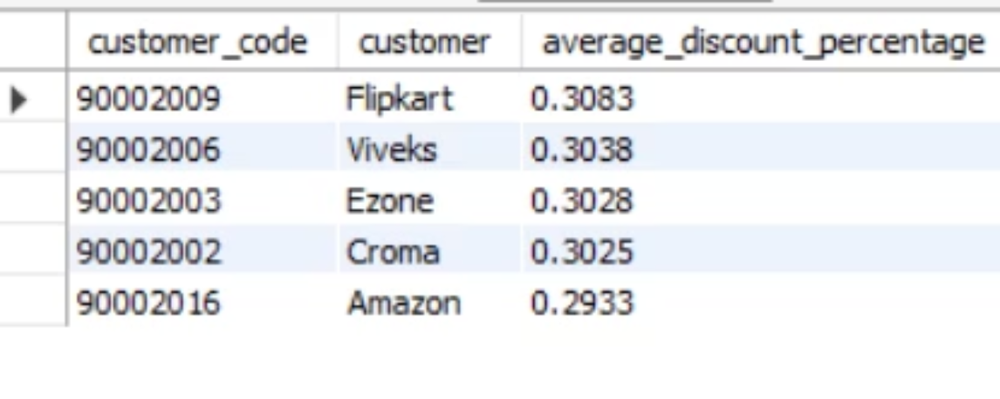 customer_code customer average_discount_percentage
90002009 Flipkart 0.3083
90002006 Viveks 0.3038
90002003 Ezone 0.3028
90002002 Croma 0.3025
90002016 Amazon 0.2933